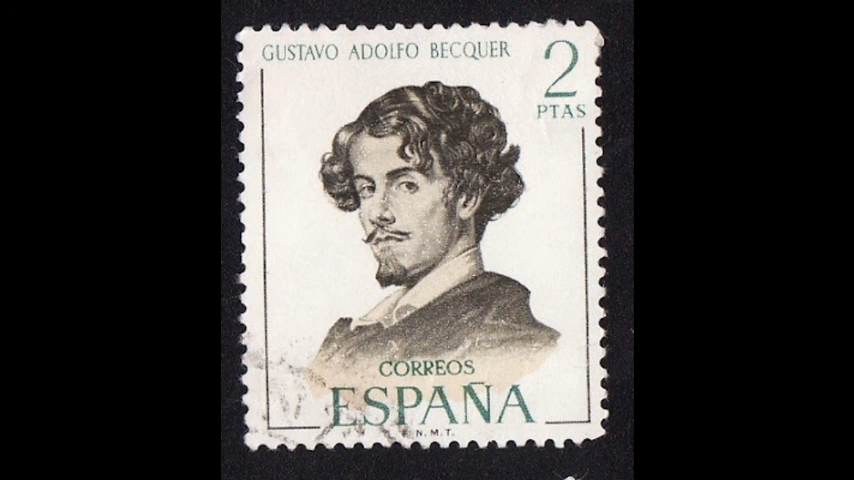 GUSTAVO ADOLFO BECQUER
2
PTAS
CORREOS
ESPAÑA
F.N.M.T.